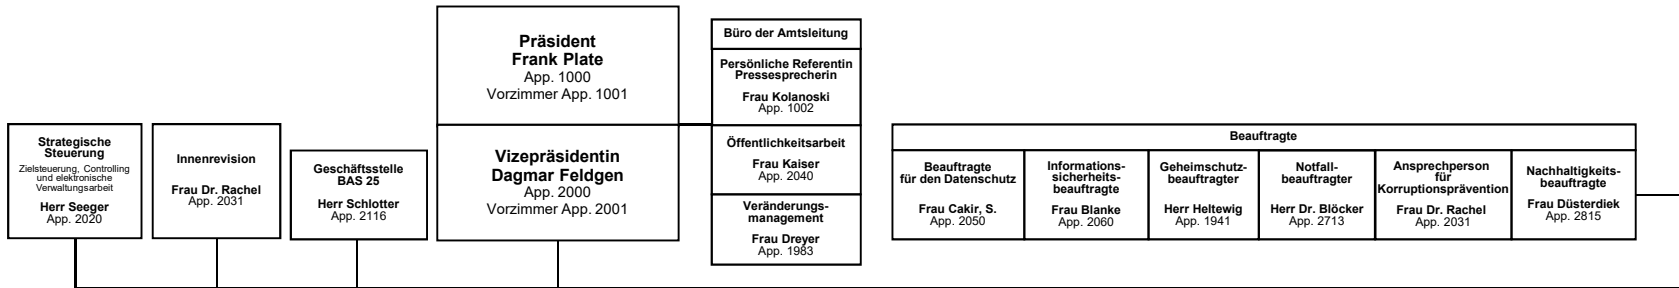 Präsident
Frank Plate
App. 1000
Vorzimmer App. 1001
Vizepräsidentin
Dagmar Feldgen
App. 2000
Vorzimmer App. 2001
Büro der Amtsleitung
Persönliche Referentin
Pressesprecherin
Frau Kolanoski
App. 1002
Öffentlichkeitsarbeit
Frau Kaiser
App. 2040
Veränderungs-
management
Frau Dreyer
App. 1983
Strategische
Steuerung
Zielsteuerung, Controlling
und elektronische
Verwaltungsarbeit
Herr Seeger
App. 2020
Innenrevision
Frau Dr. Rachel
App. 2031
Geschäftsstelle
BAS 25
Herr Schlotter
App. 2116
Beauftragte
Beauftragte
für den Datenschutz
Frau Cakir, S.
App. 2050
Informations-
sicherheits-
beauftragte
Frau Blanke
App. 2060
Geheimschutz-
beauftragter
Herr Heltewig
App. 1941
Notfall-
beauftragter
Herr Dr. Blöcker
App. 2713
Ansprechperson
für
Korruptionsprävention
Frau Dr. Rachel
App. 2031
Nachhaltigkeits-
beauftragte
Frau Düsterdiek
App. 2815